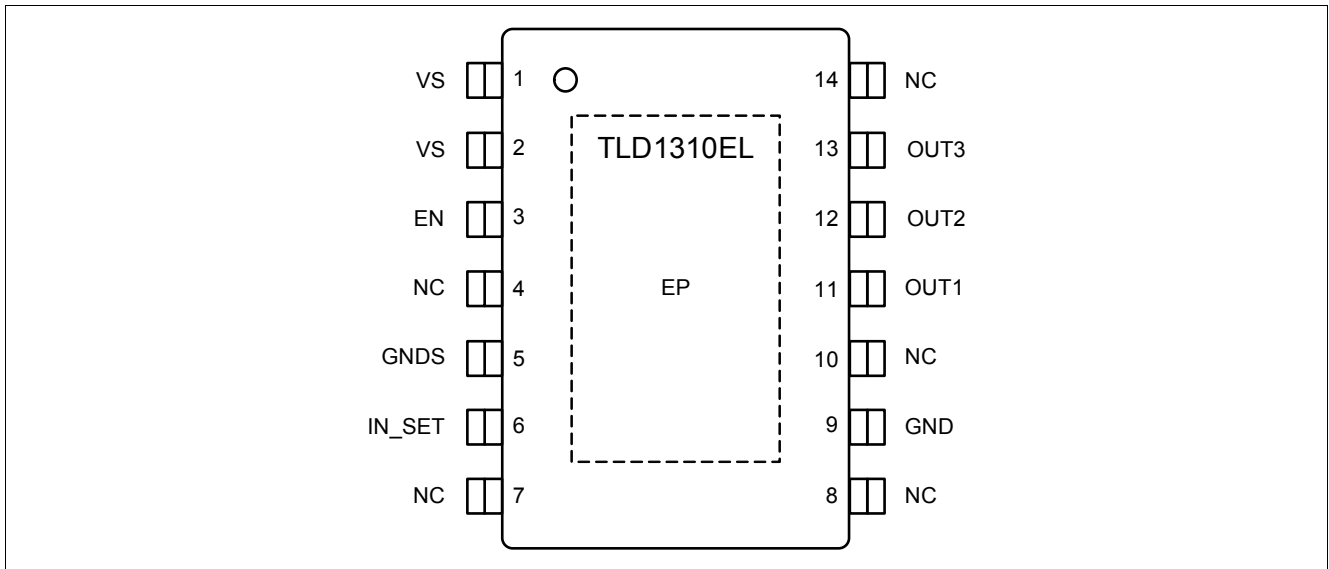 VS 1 14 NC
VS 2 TLD1310EL 13 OUT3
EN 3 12 OUT2
NC 4 EP 11 OUT1
GNDS 5 10 NC
IN_SET 6 9 GND
NC 7 8 NC